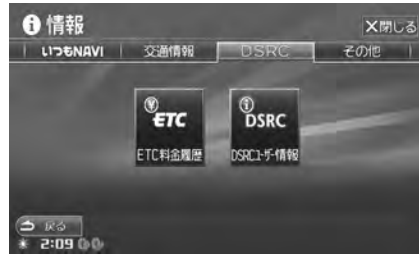 i 情報
×閉じる
いつもNAVI
交通情報
DSRC
その他
¥
ETC
ETC料金履歴
i
DSRC
DSRCユーザー情報
戻る
2:09